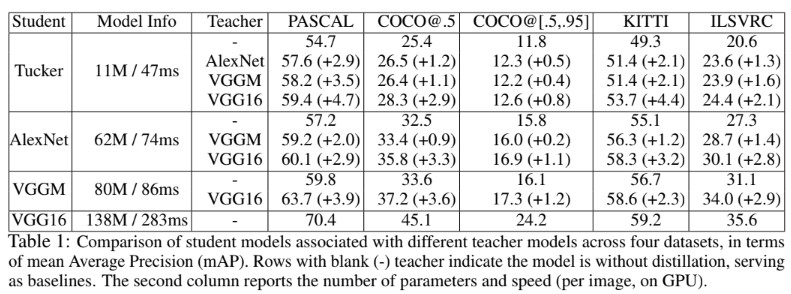 Student Model Info Teacher PASCAL COCO@.5 COCO@[.5,.95] KITTI ILSVRC
Tucker 11M / 47ms - 54.7 25.4 11.8 49.3 20.6
AlexNet 57.6 (+2.9) 26.5 (+1.2) 12.3 (+0.5) 51.4 (+2.1) 23.6 (+1.3)
VGGM 58.2 (+3.5) 26.4 (+1.1) 12.2 (+0.4) 51.4 (+2.1) 23.9 (+1.6)
VGG16 59.4 (+4.7) 28.3 (+2.9) 12.6 (+0.8) 53.7 (+4.4) 24.4 (+2.1)
AlexNet 62M / 74ms - 57.2 32.5 15.8 55.1 27.3
VGGM 59.2 (+2.0) 33.4 (+0.9) 16.0 (+0.2) 56.3 (+1.2) 28.7 (+1.4)
VGG16 60.1 (+2.9) 35.8 (+3.3) 16.9 (+1.1) 58.3 (+3.2) 30.1 (+2.8)
VGGM 80M / 86ms - 59.8 33.6 16.1 56.7 31.1
VGG16 63.7 (+3.9) 37.2 (+3.6) 17.3 (+1.2) 58.6 (+2.3) 34.0 (+2.9)
VGG16 138M / 283ms - 70.4 45.1 24.2 59.2 35.6
Table 1: Comparison of student models associated with different teacher models across four datasets, in terms
of mean Average Precision (mAP). Rows with blank (-) teacher indicate the model is without distillation, serving
as baselines. The second column reports the number of parameters and speed (per image, on GPU).